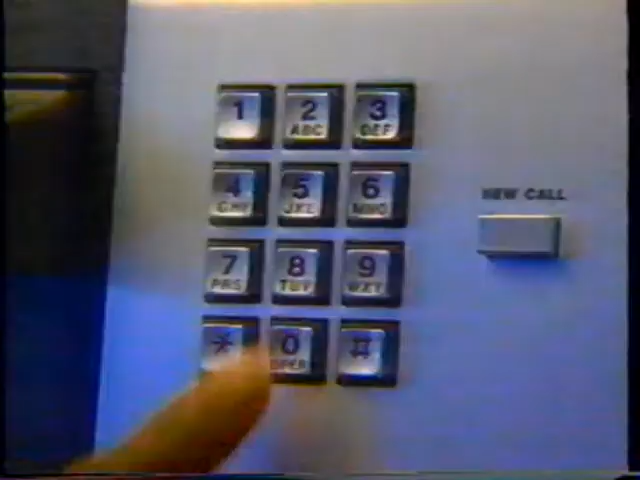 1 2 3
ABC DEF
NEW CALL
4 5 6
GHI JKL MNO
7 8 9
PRS TUV WXY
* 0 #
OPER